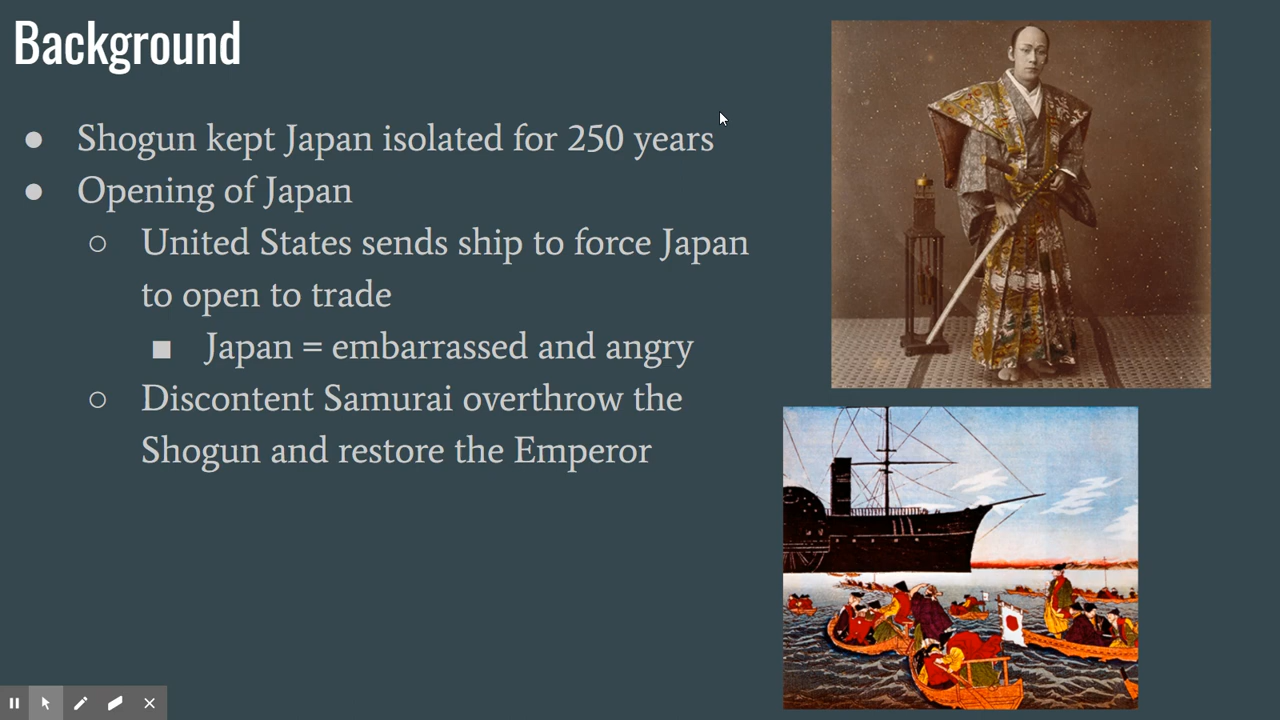 Background
● Shogun kept Japan isolated for 250 years
● Opening of Japan
○ United States sends ship to force Japan
to open to trade
■ Japan = embarrassed and angry
○ Discontent Samurai overthrow the
Shogun and restore the Emperor